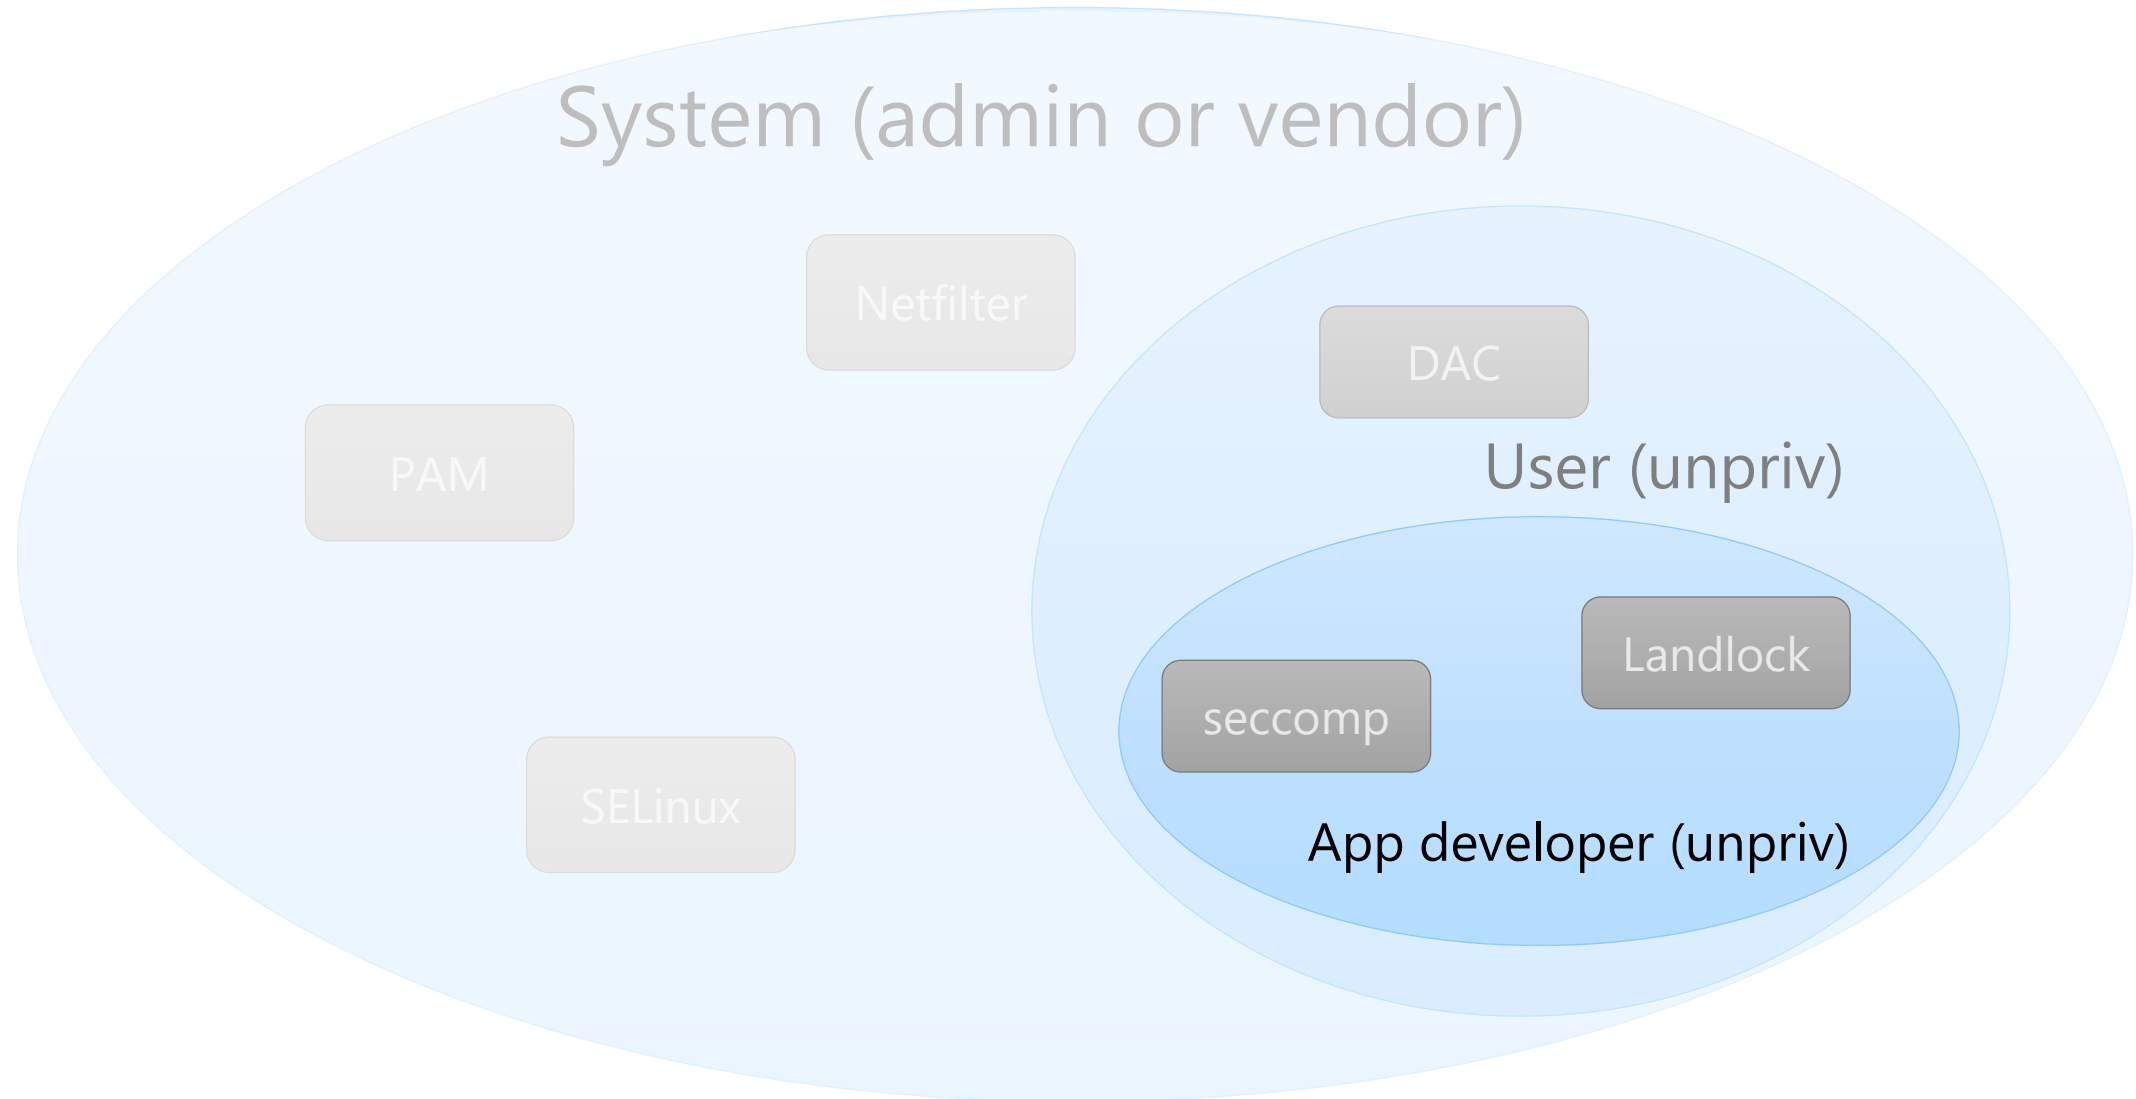 System (admin or vendor)
Netfilter
DAC
PAM
User (unpriv)
Landlock
seccomp
SELinux
App developer (unpriv)